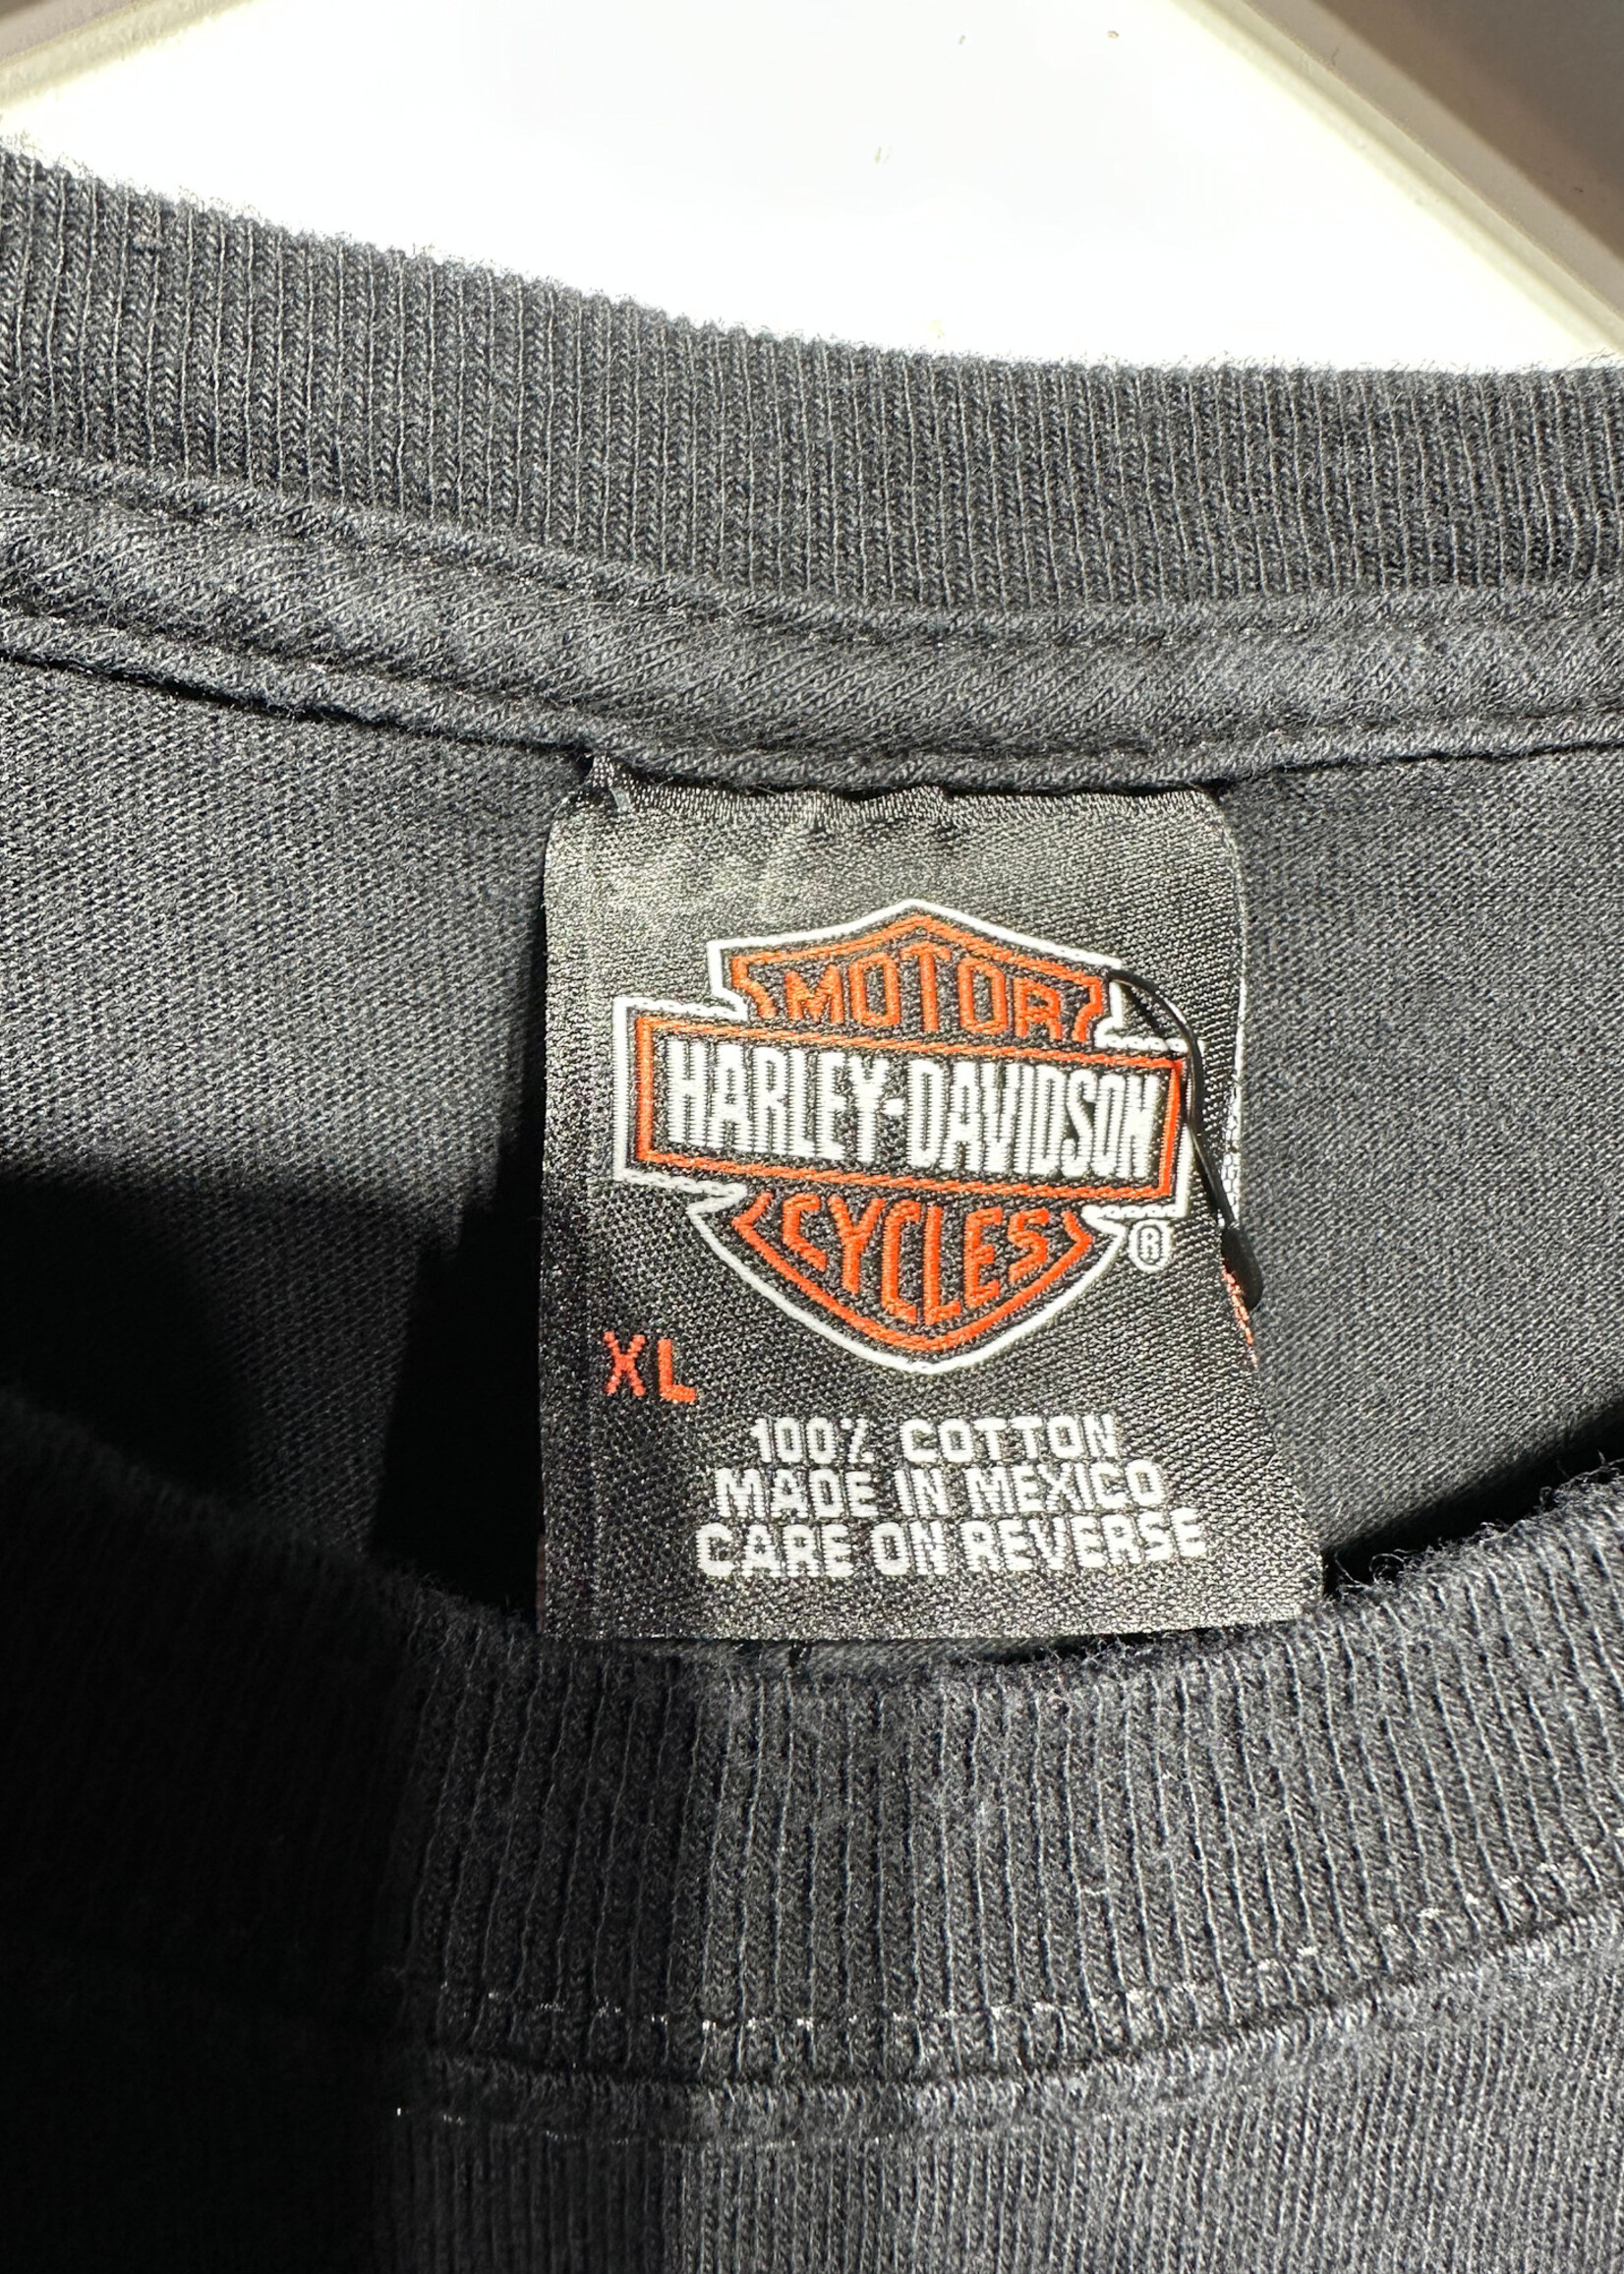 MOTOR
HARLEY-DAVIDSON
CYCLES
®
XL
100% COTTON
MADE IN MEXICO
CARE ON REVERSE